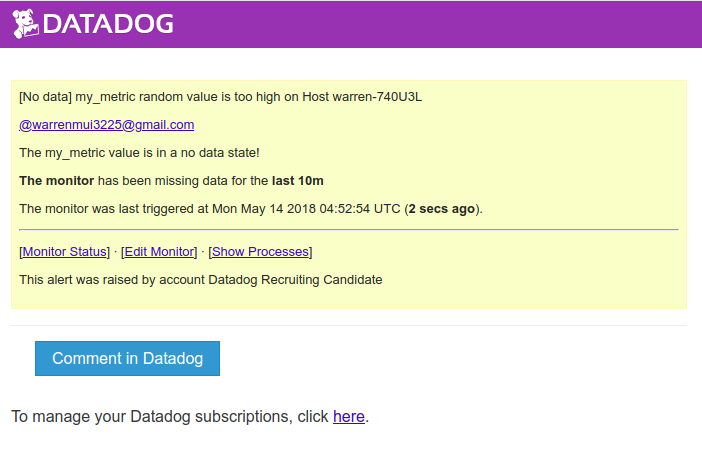 DATADOG
[No data] my_metric random value is too high on Host warren-740U3L
@warrenmui3225@gmail.com
The my_metric value is in a no data state!
The monitor has been missing data for the last 10m
The monitor was last triggered at Mon May 14 2018 04:52:54 UTC (2 secs ago).
[Monitor Status] · [Edit Monitor] · [Show Processes]
This alert was raised by account Datadog Recruiting Candidate
Comment in Datadog
To manage your Datadog subscriptions, click here.